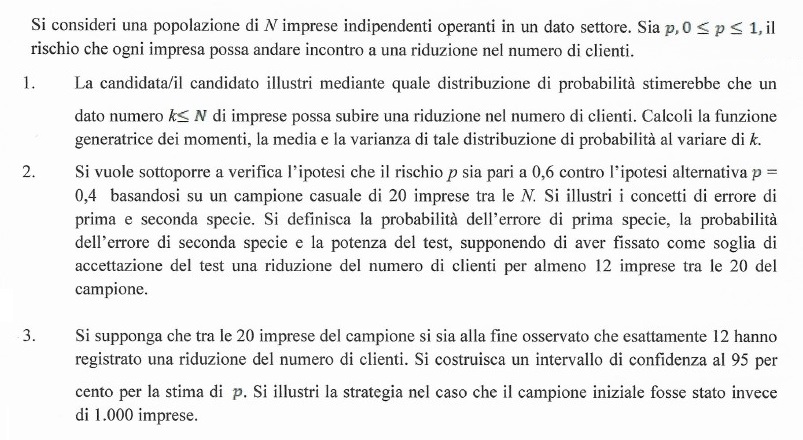 Si consideri una popolazione di N imprese indipendenti operanti in un dato settore. Sia p, 0 ≤ p ≤ 1, il
rischio che ogni impresa possa andare incontro a una riduzione nel numero di clienti.
1. La candidata/il candidato illustri mediante quale distribuzione di probabilità stimerebbe che un
dato numero k≤ N di imprese possa subire una riduzione nel numero di clienti. Calcoli la funzione
generatrice dei momenti, la media e la varianza di tale distribuzione di probabilità al variare di k.
2. Si vuole sottoporre a verifica l'ipotesi che il rischio p sia pari a 0,6 contro l'ipotesi alternativa p =
0,4 basandosi su un campione casuale di 20 imprese tra le N. Si illustri i concetti di errore di
prima e seconda specie. Si definisca la probabilità dell'errore di prima specie, la probabilità
dell'errore di seconda specie e la potenza del test, supponendo di aver fissato come soglia di
accettazione del test una riduzione del numero di clienti per almeno 12 imprese tra le 20 del
campione.
3. Si supponga che tra le 20 imprese del campione si sia alla fine osservato che esattamente 12 hanno
registrato una riduzione del numero di clienti. Si costruisca un intervallo di confidenza al 95 per
cento per la stima di p. Si illustri la strategia nel caso che il campione iniziale fosse stato invece
di 1.000 imprese.